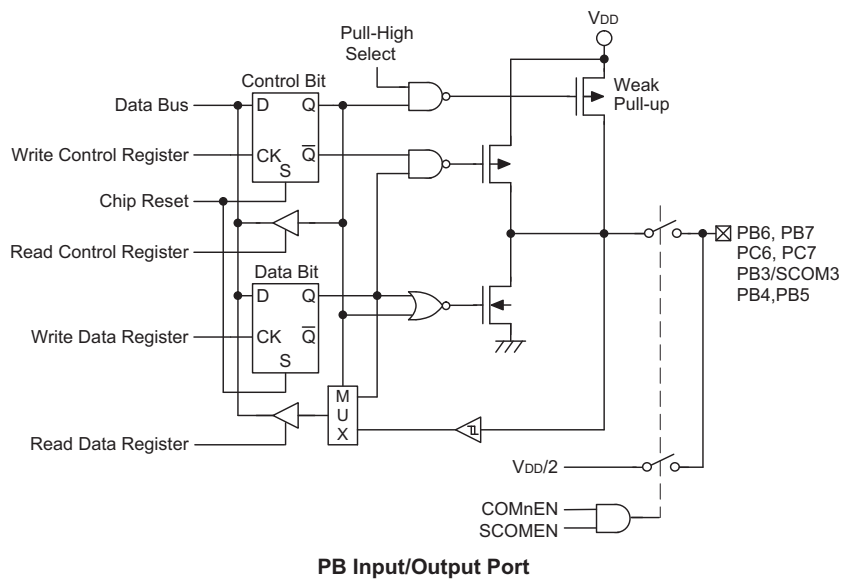 VDD
Pull-High
Select
Control Bit
Weak
Pull-up
Data Bus
D
Q
Write Control Register
CK
Q
S
Chip Reset
Read Control Register
PB6, PB7
PC6, PC7
PB3/SCOM3
PB4,PB5
Data Bit
D
Q
Write Data Register
CK
Q
S
M
U
X
Read Data Register
VDD/2
COMnEN
SCOMEN
PB Input/Output Port